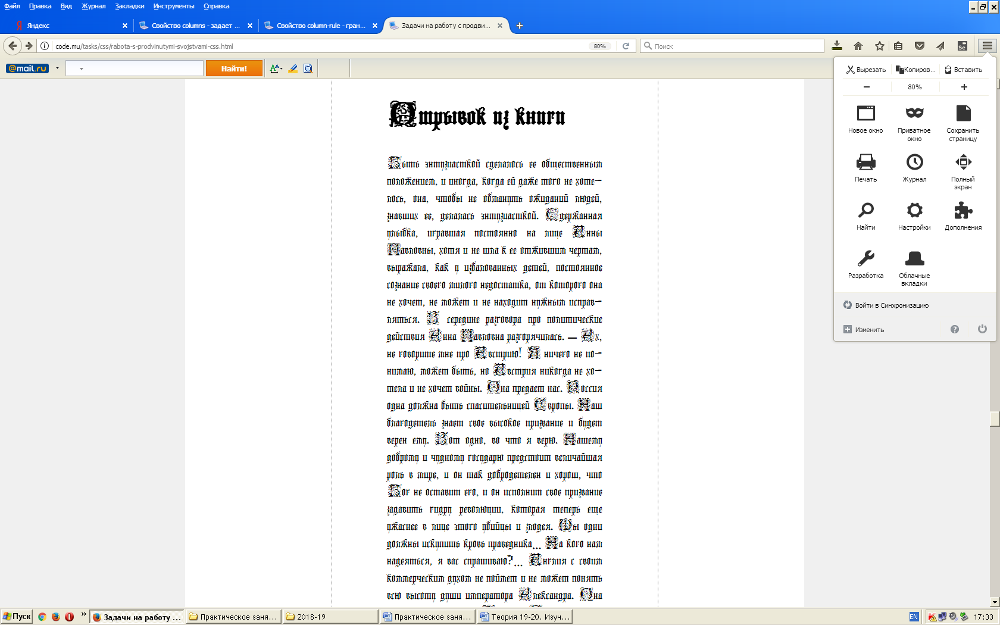 Файл Правка Вид Журнал Закладки Инструменты Справка
Яндекс
Свойство columns - задает ...
Свойство column-rule - гран...
Задачи на работу с продви...
code.mu/tasks/css/rabota-s-prodvinutymi-svojstvami-css.html
80%
Поиск
@mail.ru
Найти!
Вырезать
Копиров...
Вставить
80%
Новое окно
Приватное окно
Сохранить страницу
Печать
Журнал
Полный экран
Найти
Настройки
Дополнения
Разработка
Облачные вкладки
Войти в Синхронизацию
Изменить
Отрывок из книги
Быть энтузиасткой сделалось ее общественным
положением, и иногда, когда ей даже того не хоте-
лось, она, чтобы не обмануть ожиданий людей,
знавших ее, делалась энтузиасткой. Сдержанная
улыбка, игравшая постоянно на лице Анны
Павловны, хотя и не шла к ее отжившим чертам,
выражала, как у избалованных детей, постоянное
сознание своего милого недостатка, от которого она
не хочет, не может и не находит нужным исправ-
ляться. В середине разговора про политические
действия Анна Павловна разгорячилась. — Ах,
не говорите мне про Австрию! Я ничего не по-
нимаю, может быть, но Австрия никогда не хо-
тела и не хочет войны. Она предает нас. Россия
одна должна быть спасительницей Европы. Наш
благодетель знает свое высокое призвание и будет
верен ему. Вот одно, во что я верю. Нашему
доброму и чудному государю предстоит величайшая
роль в мире, и он так добродетелен и хорош, что
Бог не оставит его, и он исполнит свое призвание
задавить гидру революции, которая теперь еще
ужаснее в лице этого убийцы и злодея. Мы одни
должны искупить кровь праведника... На кого нам
надеяться, я вас спрашиваю?... Англия с своим
коммерческим духом не поймет и не может понять
всю высоту души императора Александра. Она
Пуск
Задачи на работу ...
Практическое заня...
2018-19
Практическое заня...
Теория 19-20. Изуч...
EN
17:33